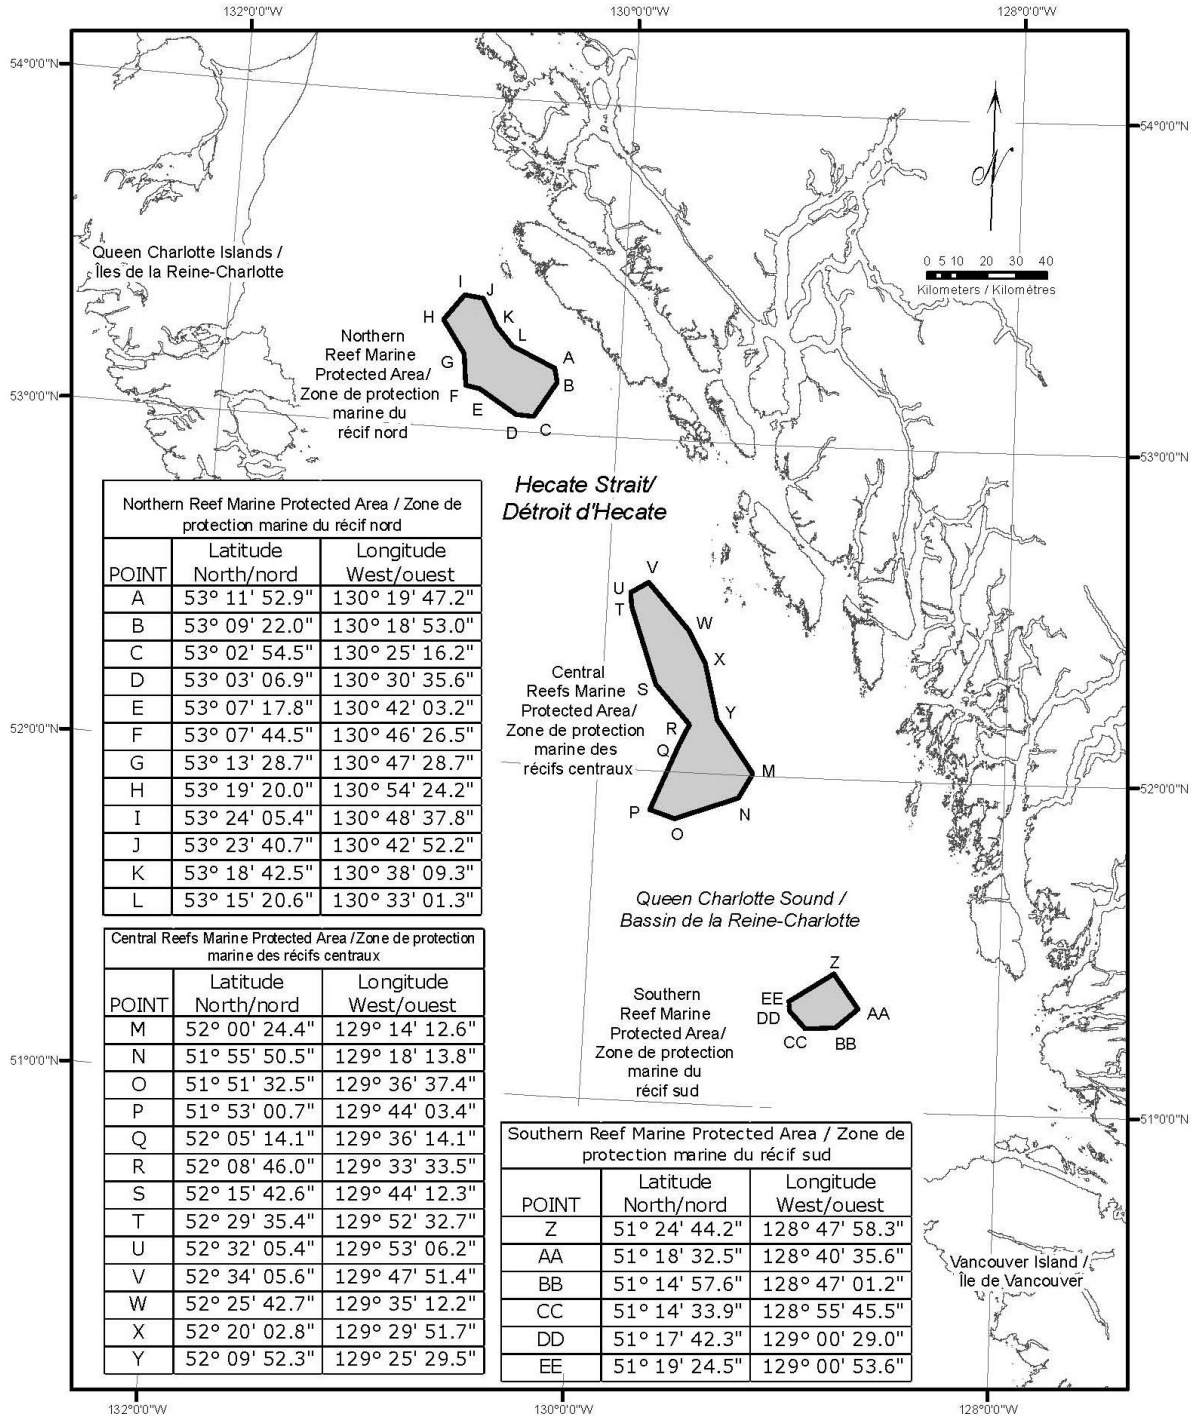 132°0'0"W 130°0'0"W 128°0'0"W
54°0'0"N
54°0'0"N
Queen Charlotte Islands /
Îles de la Reine-Charlotte
0 5 10 20 30 40
Kilometers / Kilométres
I
J
H
K
L
A
G
B
F
E
D
C
Northern
Reef Marine
Protected Area/
Zone de protection
marine du
récif nord
53°0'0"N
53°0'0"N
Hecate Strait/
Détroit d'Hecate
Northern Reef Marine Protected Area / Zone de
protection marine du récif nord
POINT Latitude North/nord Longitude West/ouest
A 53° 11' 52.9" 130° 19' 47.2"
B 53° 09' 22.0" 130° 18' 53.0"
C 53° 02' 54.5" 130° 25' 16.2"
D 53° 03' 06.9" 130° 30' 35.6"
E 53° 07' 17.8" 130° 42' 03.2"
F 53° 07' 44.5" 130° 46' 26.5"
G 53° 13' 28.7" 130° 47' 28.7"
H 53° 19' 20.0" 130° 54' 24.2"
I 53° 24' 05.4" 130° 48' 37.8"
J 53° 23' 40.7" 130° 42' 52.2"
K 53° 18' 42.5" 130° 38' 09.3"
L 53° 15' 20.6" 130° 33' 01.3"
V
U
T
W
X
S
Y
R
Q
M
P
N
O
Central
Reefs Marine
Protected Area/
Zone de protection
marine des
récifs centraux
52°0'0"N
52°0'0"N
Queen Charlotte Sound /
Bassin de la Reine-Charlotte
Central Reefs Marine Protected Area /Zone de protection
marine des récifs centraux
POINT Latitude North/nord Longitude West/ouest
M 52° 00' 24.4" 129° 14' 12.6"
N 51° 55' 50.5" 129° 18' 13.8"
O 51° 51' 32.5" 129° 36' 37.4"
P 51° 53' 00.7" 129° 44' 03.4"
Q 52° 05' 14.1" 129° 36' 14.1"
R 52° 08' 46.0" 129° 33' 33.5"
S 52° 15' 42.6" 129° 44' 12.3"
T 52° 29' 35.4" 129° 52' 32.7"
U 52° 32' 05.4" 129° 53' 06.2"
V 52° 34' 05.6" 129° 47' 51.4"
W 52° 25' 42.7" 129° 35' 12.2"
X 52° 20' 02.8" 129° 29' 51.7"
Y 52° 09' 52.3" 129° 25' 29.5"
Z
EE
DD
AA
CC
BB
Southern
Reef Marine
Protected Area/
Zone de protection
marine du
récif sud
51°0'0"N
51°0'0"N
Southern Reef Marine Protected Area / Zone de
protection marine du récif sud
POINT Latitude North/nord Longitude West/ouest
Z 51° 24' 44.2" 128° 47' 58.3"
AA 51° 18' 32.5" 128° 40' 35.6"
BB 51° 14' 57.6" 128° 47' 01.2"
CC 51° 14' 33.9" 128° 55' 45.5"
DD 51° 17' 42.3" 129° 00' 29.0"
EE 51° 19' 24.5" 129° 00' 53.6"
Vancouver Island /
Île de Vancouver
132°0'0"W 130°0'0"W 128°0'0"W